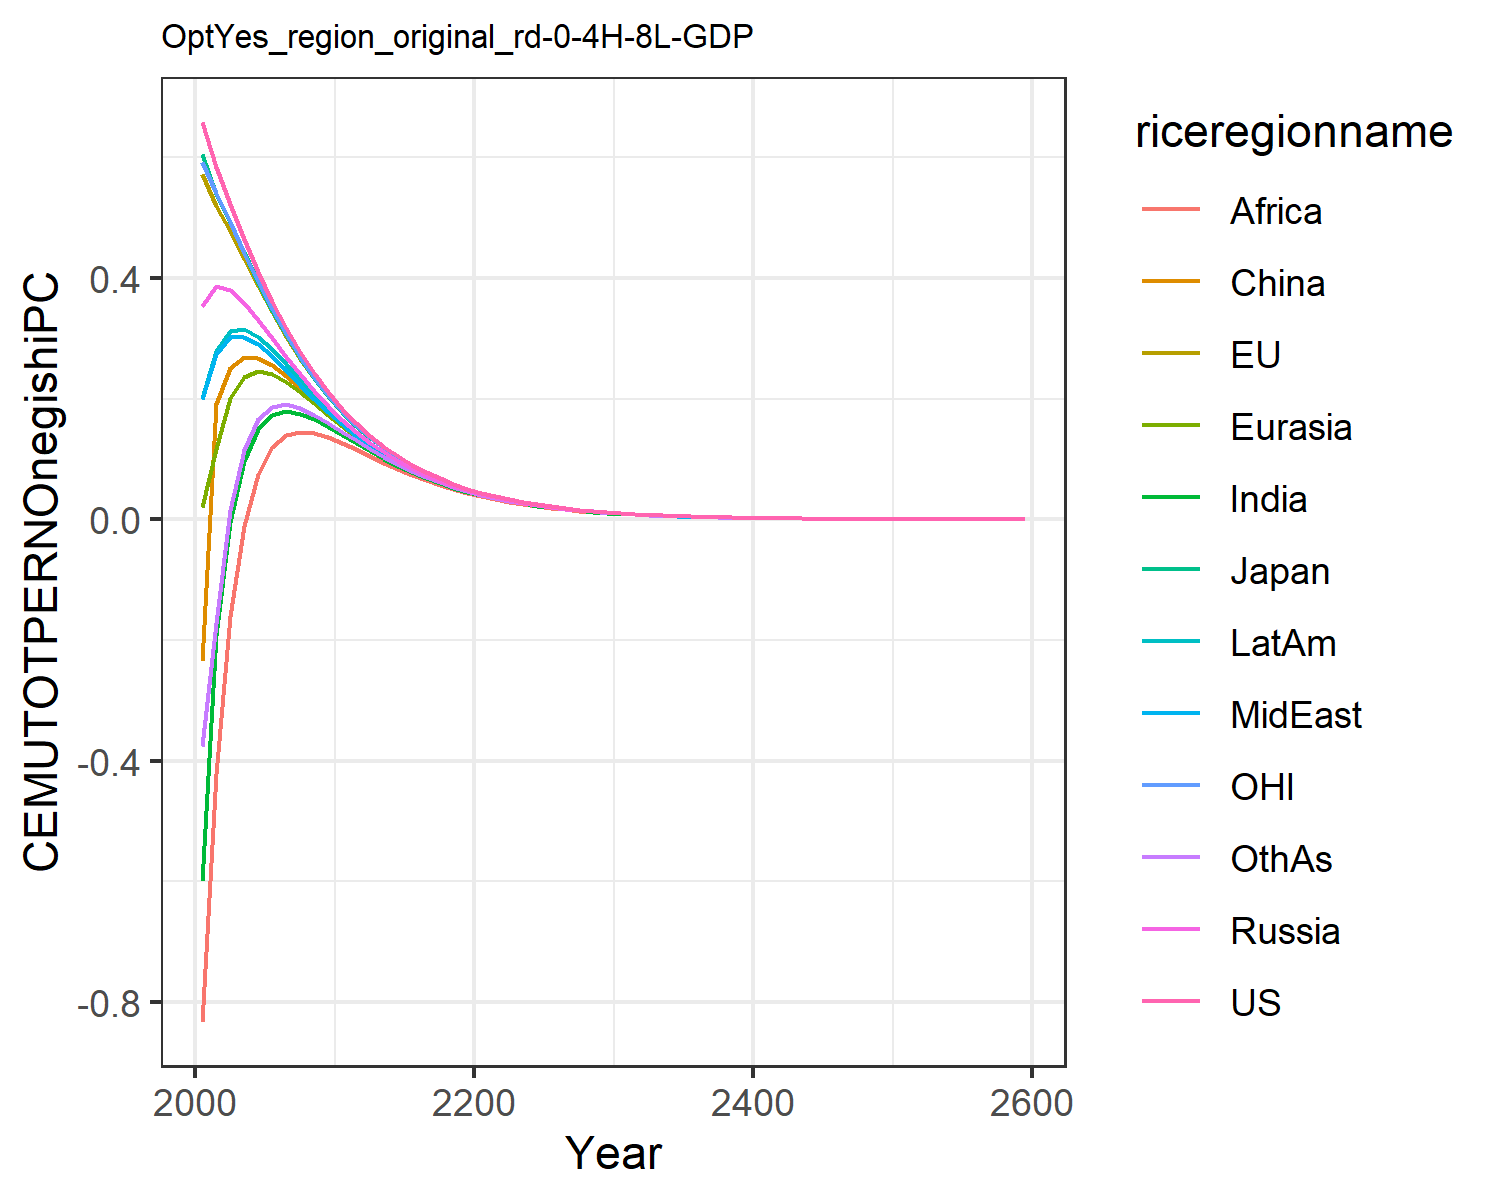 OptYes_region_original_rd-0-4H-8L-GDP
CEMUTOTPERNOnegishiPC
0.4
0.0
-0.4
-0.8
2000
2200
2400
2600
Year
riceregionname
Africa
China
EU
Eurasia
India
Japan
LatAm
MidEast
OHI
OthAs
Russia
US